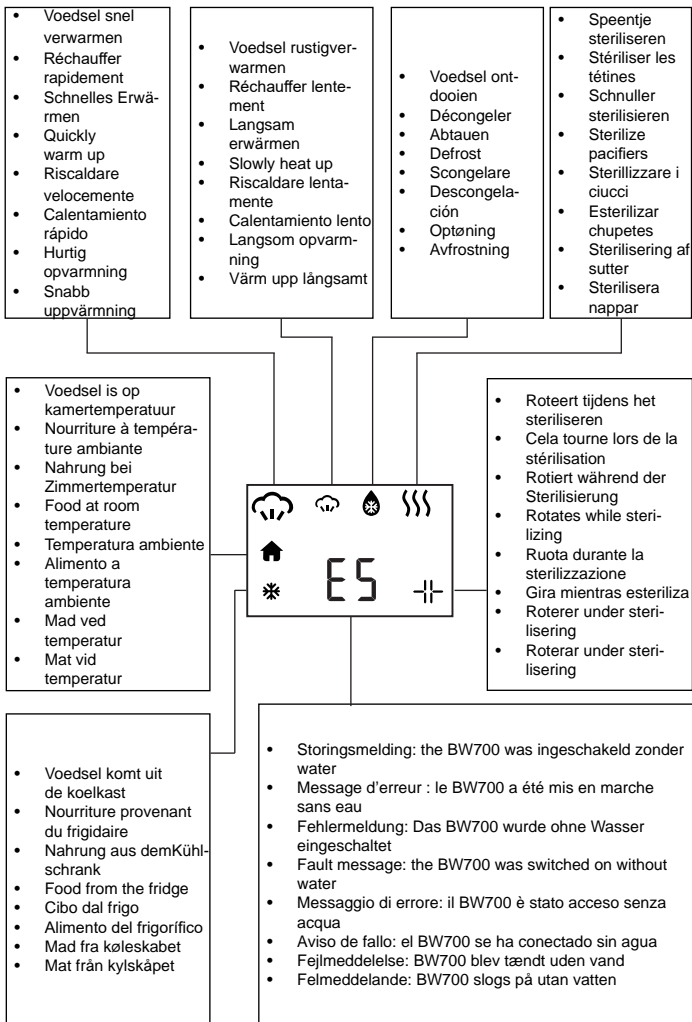 • Voedsel snel
verwarmen
• Réchauffer
rapidement
• Schnelles Erwä-
rmen
• Quickly
warm up
• Riscaldare
velocemente
• Calentamiento
rápido
• Hurtig
opvarmning
• Snabb
uppvärmning
• Voedsel rustigver-
warmen
• Réchauffer lente-
ment
• Langsam
erwärmen
• Slowly heat up
• Riscaldare lenta-
mente
• Calentamiento lento
• Langsom opvarm-
ning
• Värm upp långsamt
• Voedsel ont-
dooien
• Décongeler
• Abtauen
• Defrost
• Scongelare
• Descongela-
ción
• Optøning
• Avfrostning
• Speentje
steriliseren
• Stériliser les
tétines
• Schnuller
sterilisieren
• Sterilize
pacifiers
• Sterillizzare i
ciucci
• Esterilizar
chupetes
• Sterilisering af
sutter
• Sterilisera
nappar
• Voedsel is op
kamertemperatuur
• Nourriture à tempéra-
ture ambiante
• Nahrung bei
Zimmertemperatur
• Food at room
temperature
• Temperatura ambiente
• Alimento a
temperatura
ambiente
• Mad ved
temperatur
• Mat vid
temperatur
E5
• Roteert tijdens het
steriliseren
• Cela tourne lors de la
stérilisation
• Rotiert während der
Sterilisierung
• Rotates while steri-
lizing
• Ruota durante la
sterilizzazione
• Gira mientras esteriliza
• Roterer under steri-
lisering
• Roterar under steri-
lisering
• Voedsel komt uit
de koelkast
• Nourriture provenant
du frigidaire
• Nahrung aus demKühl-
schrank
• Food from the fridge
• Cibo dal frigo
• Alimento del frigorífico
• Mad fra køleskabet
• Mat från kylskåpet
• Storingsmelding: the BW700 was ingeschakeld zonder
water
• Message d’erreur : le BW700 a été mis en marche
sans eau
• Fehlermeldung: Das BW700 wurde ohne Wasser
eingeschaltet
• Fault message: the BW700 was switched on without
water
• Messaggio di errore: il BW700 è stato acceso senza
acqua
• Aviso de fallo: el BW700 se ha conectado sin agua
• Fejlmeddelelse: BW700 blev tændt uden vand
• Felmeddelande: BW700 slogs på utan vatten